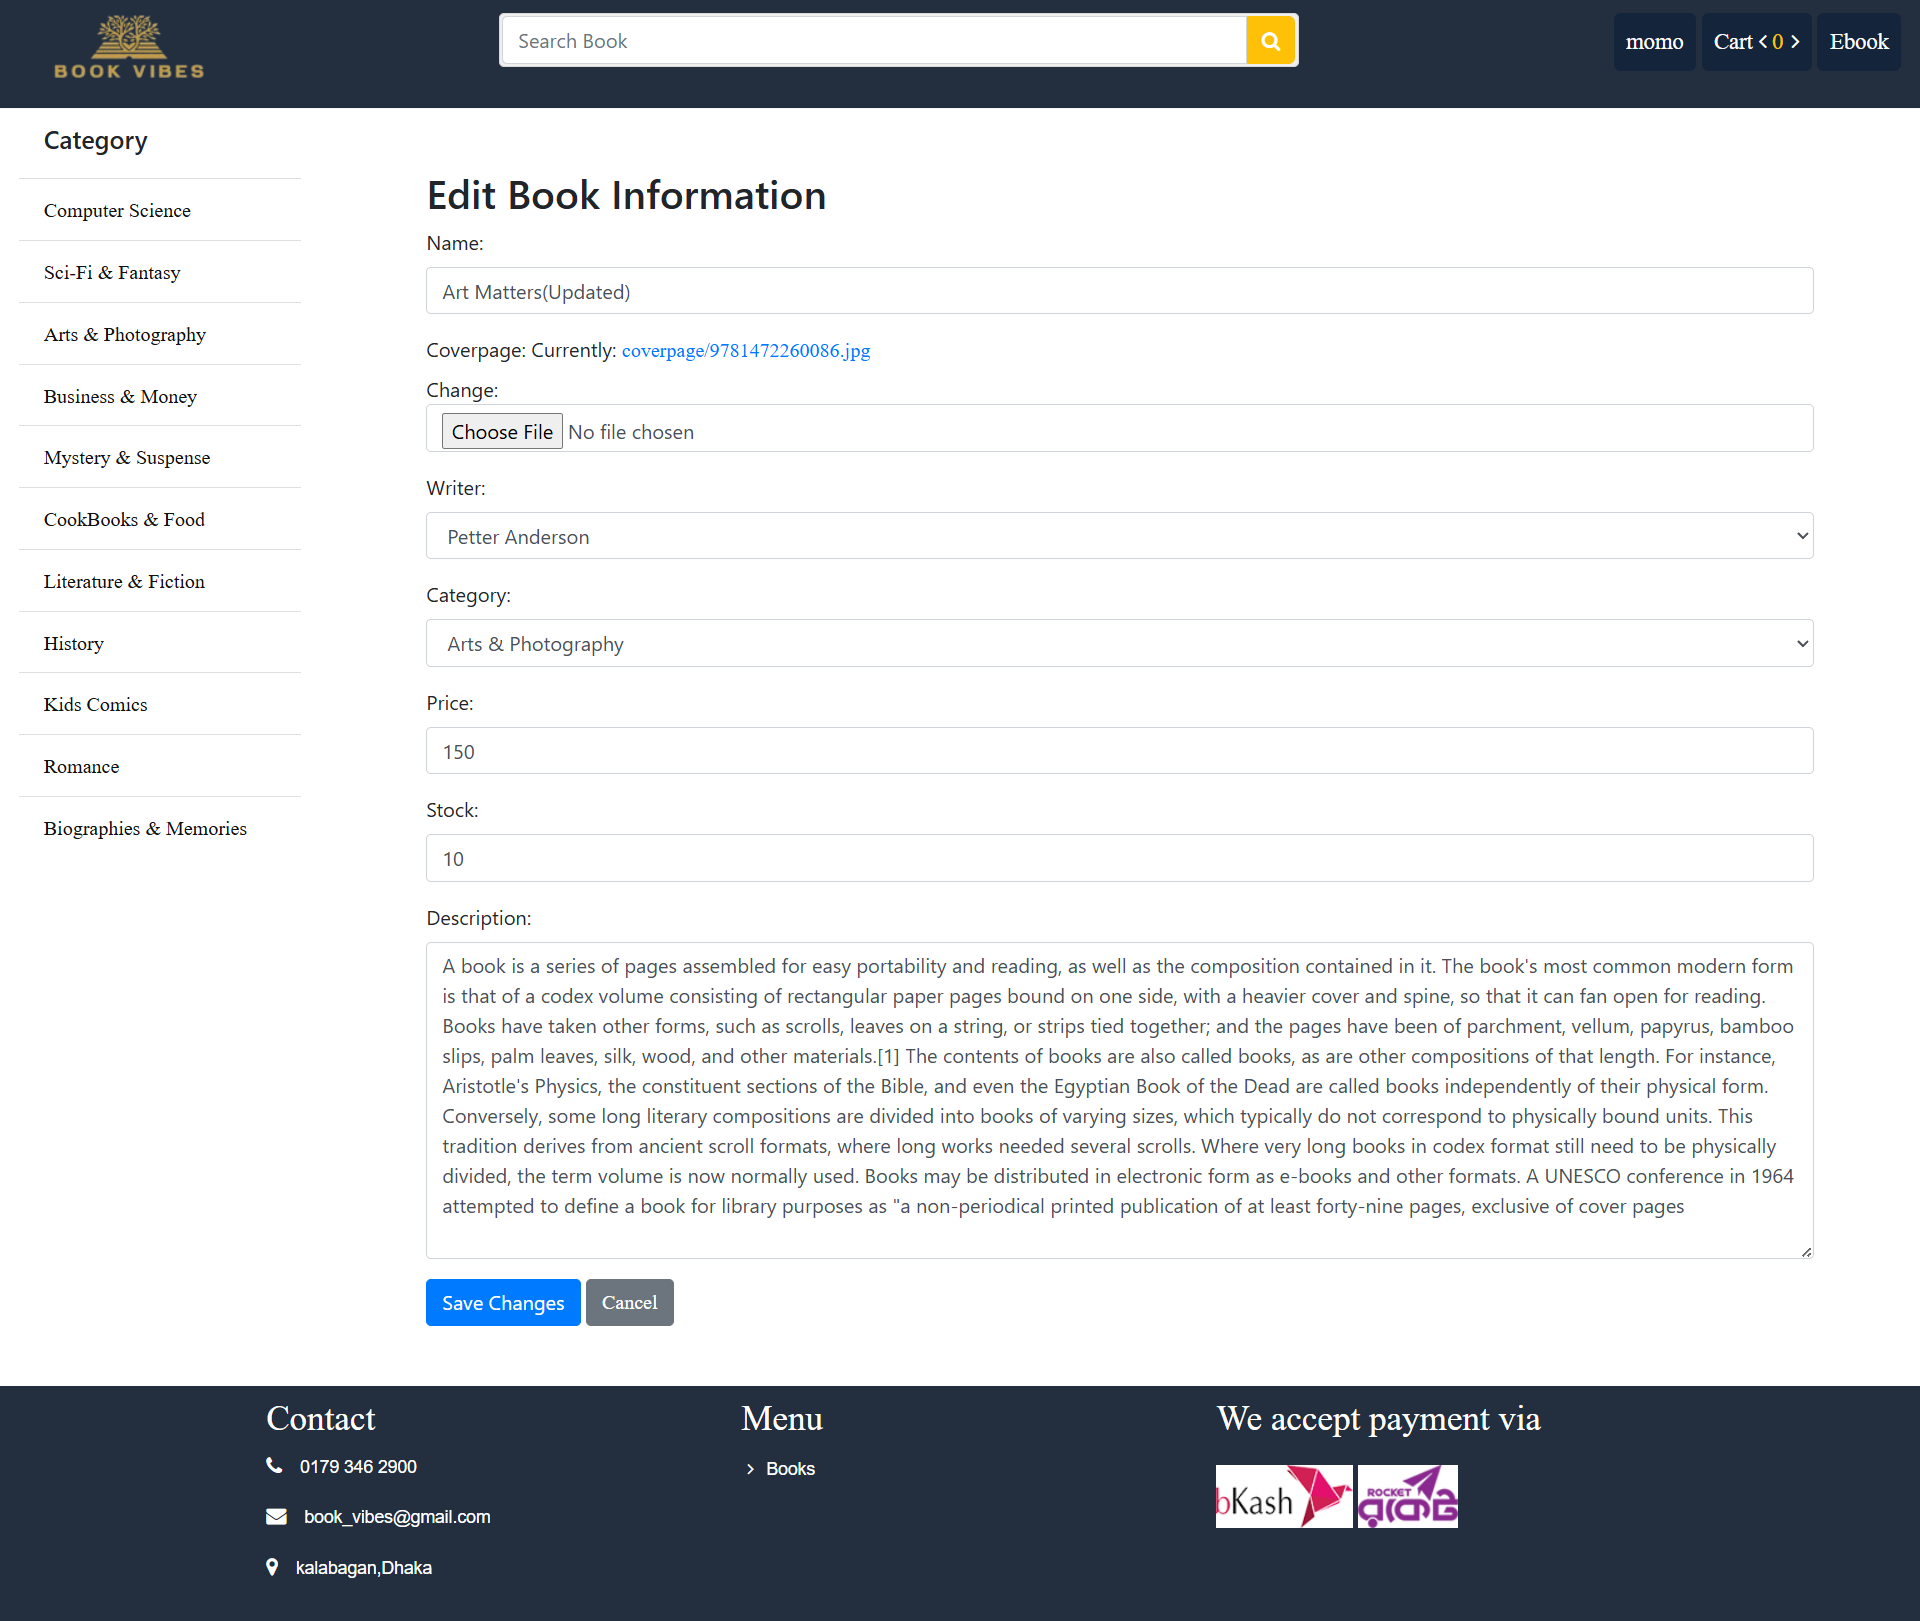 BOOK VIBES
Search Book
momo
Cart 0
Ebook
Category
Computer Science
Sci-Fi & Fantasy
Arts & Photography
Business & Money
Mystery & Suspense
CookBooks & Food
Literature & Fiction
History
Kids Comics
Romance
Biographies & Memories
Edit Book Information
Name:
Art Matters(Updated)
Coverpage: Currently: coverpage/9781472260086.jpg
Change:
Choose File No file chosen
Writer:
Petter Anderson
Category:
Arts & Photography
Price:
150
Stock:
10
Description:
A book is a series of pages assembled for easy portability and reading, as well as the composition contained in it. The book's most common modern form
is that of a codex volume consisting of rectangular paper pages bound on one side, with a heavier cover and spine, so that it can fan open for reading.
Books have taken other forms, such as scrolls, leaves on a string, or strips tied together; and the pages have been of parchment, vellum, papyrus, bamboo
slips, palm leaves, silk, wood, and other materials.[1] The contents of books are also called books, as are other compositions of that length. For instance,
Aristotle's Physics, the constituent sections of the Bible, and even the Egyptian Book of the Dead are called books independently of their physical form.
Conversely, some long literary compositions are divided into books of varying sizes, which typically do not correspond to physically bound units. This
tradition derives from ancient scroll formats, where long works needed several scrolls. Where very long books in codex format still need to be physically
divided, the term volume is now normally used. Books may be distributed in electronic form as e-books and other formats. A UNESCO conference in 1964
attempted to define a book for library purposes as "a non-periodical printed publication of at least forty-nine pages, exclusive of cover pages
Save Changes
Cancel
Contact
0179 346 2900
book_vibes@gmail.com
kalabagan,Dhaka
Menu
Books
We accept payment via
bKash
ROCKET
রকেট